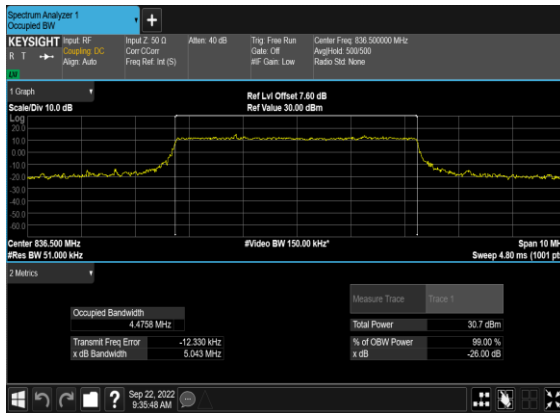 Spectrum Analyzer 1
Occupied BW
KEYSIGHT Input: RF Input Z: 50 Ω Atten: 40 dB Trig: Free Run Center Freq: 836.500000 MHz
R T Coupling: DC Corr CCorr Gate: Off Avg|Hold: 500/500
Align: Auto Freq Ref: Int (S) #IF Gain: Low Radio Std: None
1 Graph
Ref Lvl Offset 7.60 dB
Scale/Div 10.0 dB Ref Value 30.00 dBm
Log
20.0
10.0
0.00
-10.0
-20.0
-30.0
-40.0
-50.0
-60.0
Center 836.500 MHz #Video BW 150.00 kHz* Span 10 MH
#Res BW 51.000 kHz Sweep 4.80 ms (1001 pt
2 Metrics
Measure Trace Trace 1
Occupied Bandwidth
4.4758 MHz Total Power 30.7 dBm
Transmit Freq Error -12.330 kHz % of OBW Power 99.00 %
x dB Bandwidth 5.043 MHz x dB -26.00 dB
Sep 22, 2022
9:35:48 AM